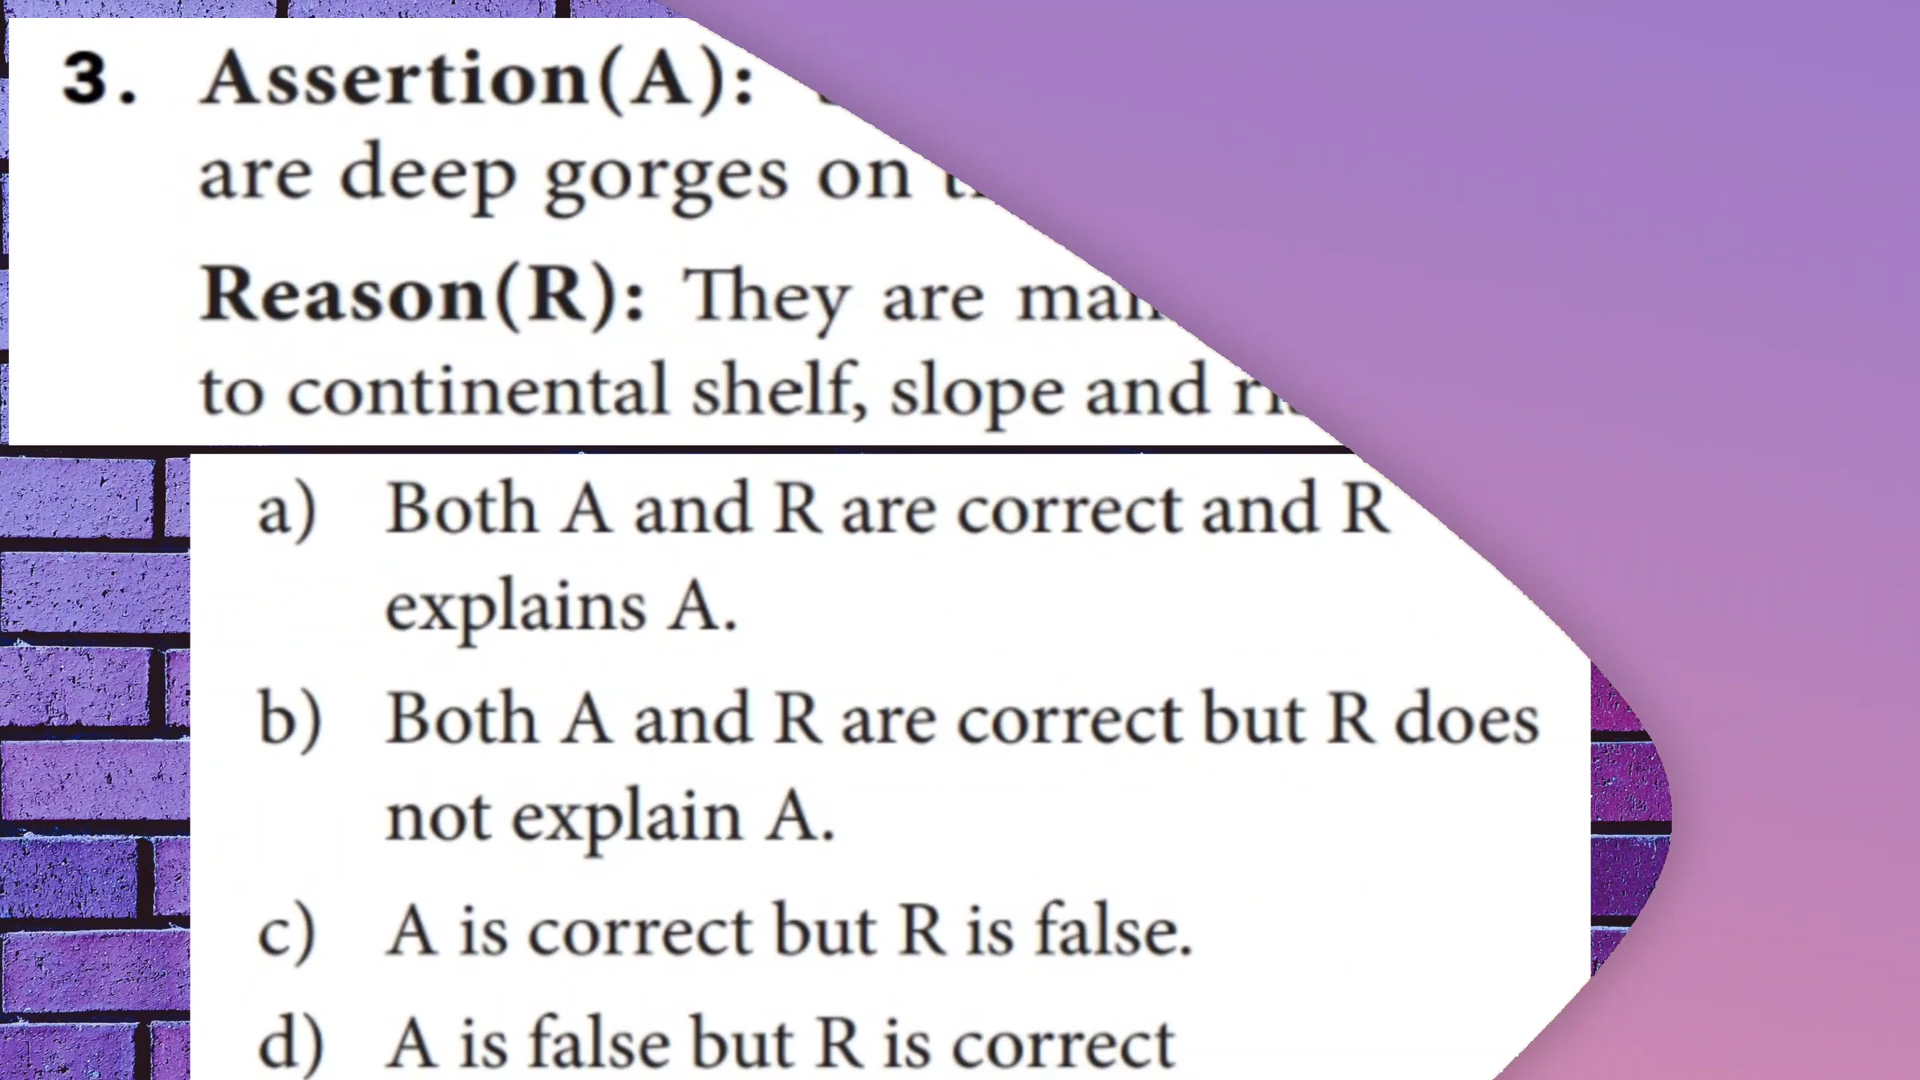 3. Assertion(A):
are deep gorges on
Reason(R): They are
to continental shelf, slope and
a) Both A and R are correct and R
explains A.
b) Both A and R are correct but R does
not explain A.
c) A is correct but R is false.
d) A is false but R is correct